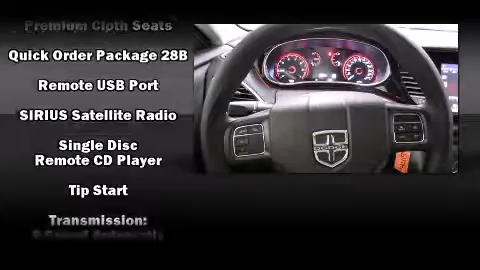 Premium Cloth Seats
Quick Order Package 28B
Remote USB Port
SIRIUS Satellite Radio
Single Disc
Remote CD Player
Tip Start
Transmission:
DODGE